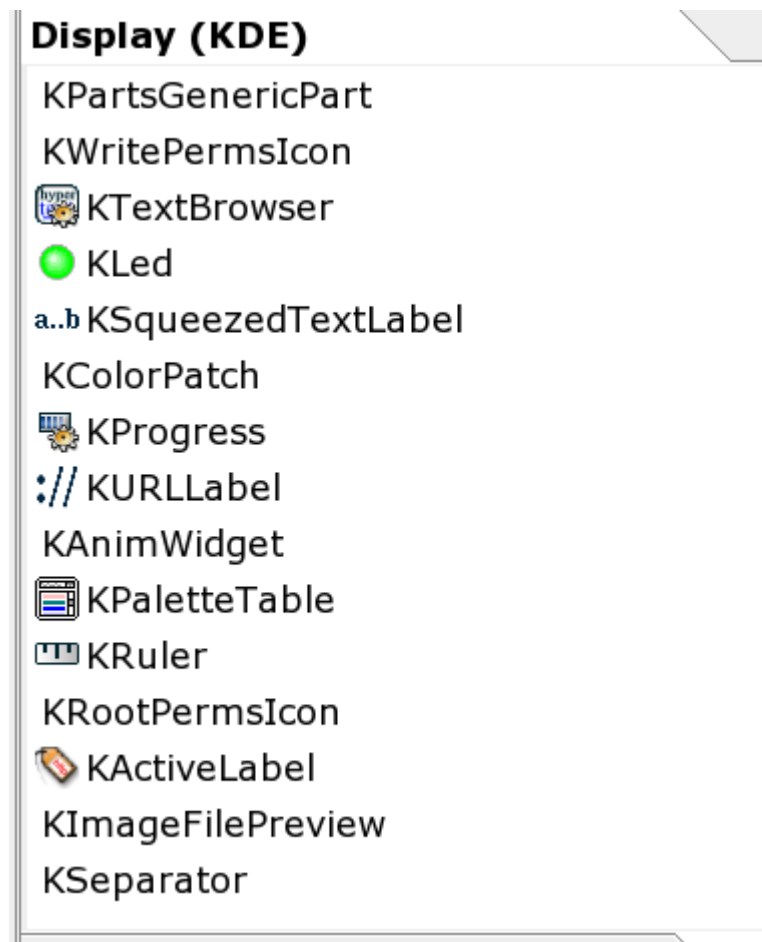 Display (KDE)
KPartsGenericPart
KWritePermsIcon
KTextBrowser
KLed
a..b KSqueezedTextLabel
KColorPatch
KProgress
:// KURLLabel
KAnimWidget
KPaletteTable
KRuler
KRootPermsIcon
KActiveLabel
KImageFilePreview
KSeparator